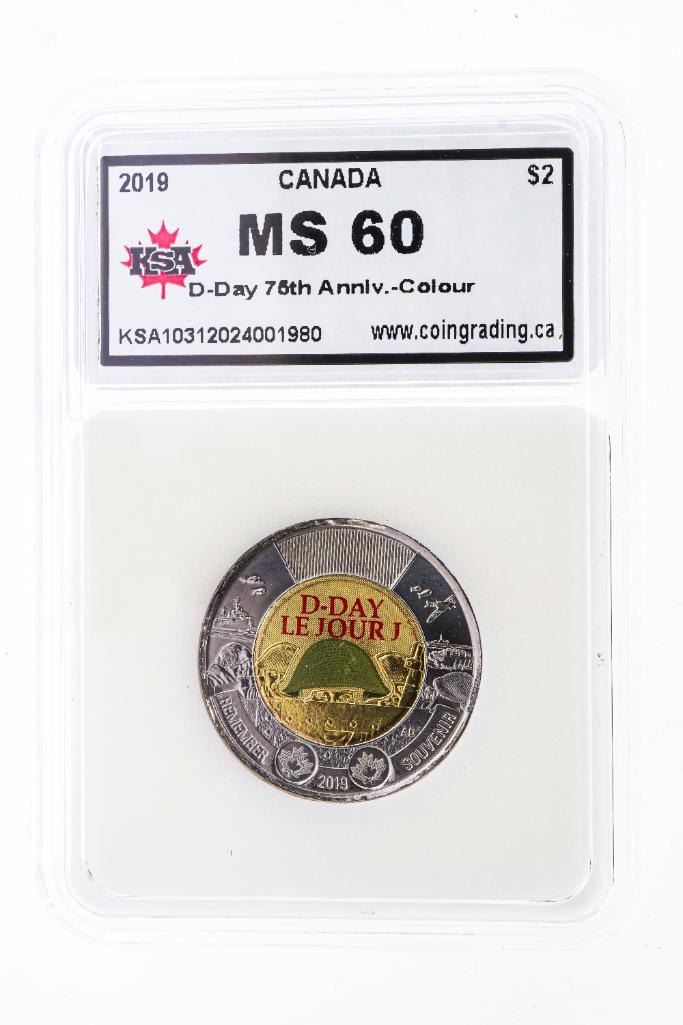 2019 CANADA $2
MS 60
KSA
D-Day 75th Anniv.-Colour
KSA10312024001980 www.coingrading.ca
D-DAY
LE JOUR J
REMEMBER 2019 SOUVENIR